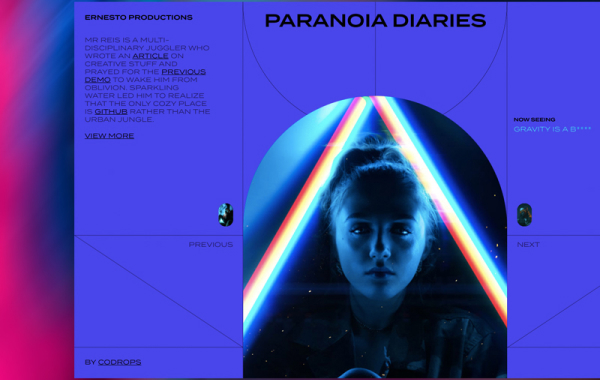 ERNESTO PRODUCTIONS
PARANOIA DIARIES
MR REIS IS A MULTI-
DISCIPLINARY JUGGLER WHO
WROTE AN ARTICLE ON
CREATIVE STUFF AND
PRAYED FOR THE PREVIOUS
DEMO TO WAKE HIM FROM
OBLIVION. SPARKLING
WATER LED HIM TO REALIZE
THAT THE ONLY COZY PLACE
IS GITHUB RATHER THAN THE
URBAN JUNGLE.
VIEW MORE
NOW SEEING
GRAVITY IS A B****
PREVIOUS
NEXT
BY CODROPS